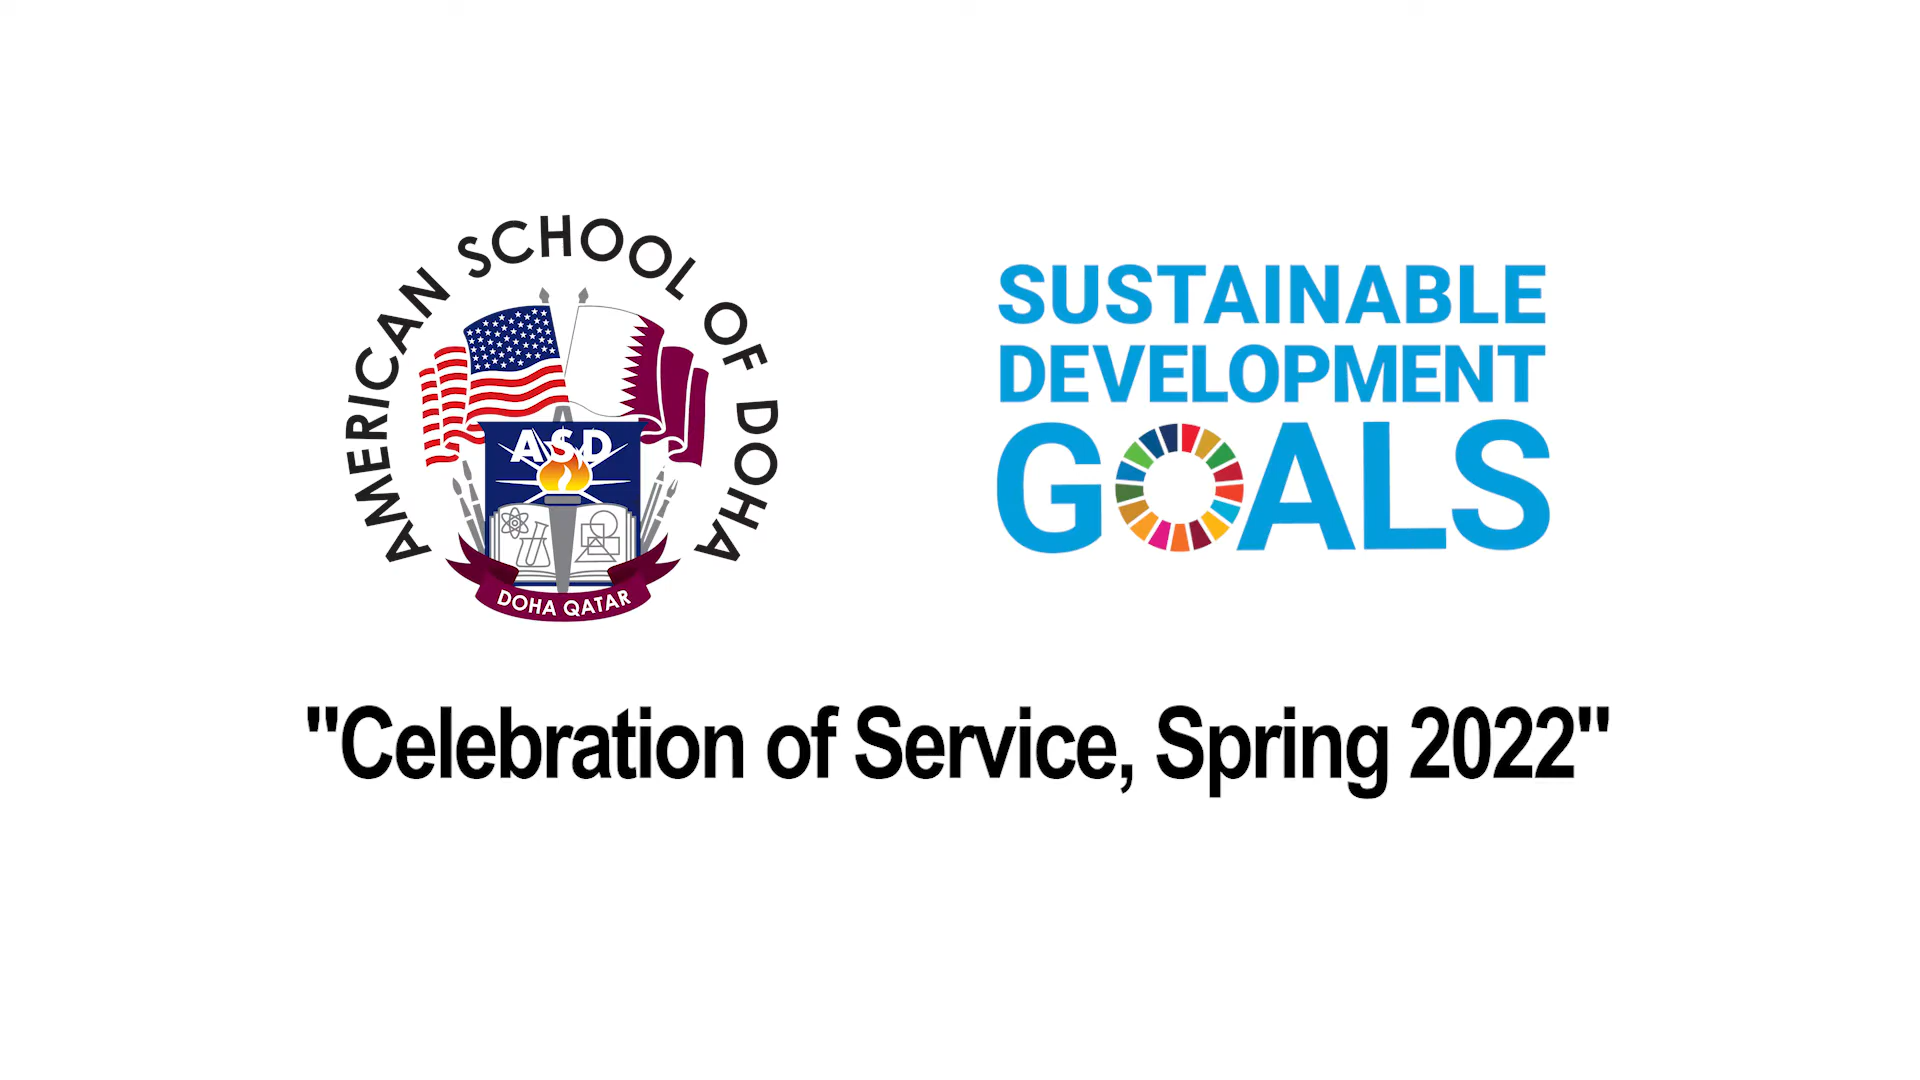 AMERICAN SCHOOL OF DOHA
ASD
DOHA QATAR
SUSTAINABLE
DEVELOPMENT
GOALS
"Celebration of Service, Spring 2022"